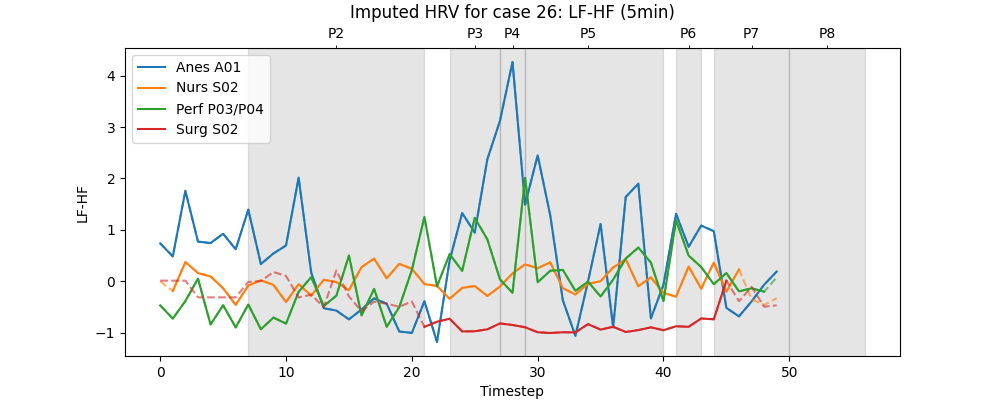 Imputed HRV for case 26: LF-HF (5min)
P2 P3 P4 P5 P6 P7 P8
Anes A01
Nurs S02
Perf P03/P04
Surg S02
4
3
2
1
0
−1
LF-HF
0 10 20 30 40 50
Timestep